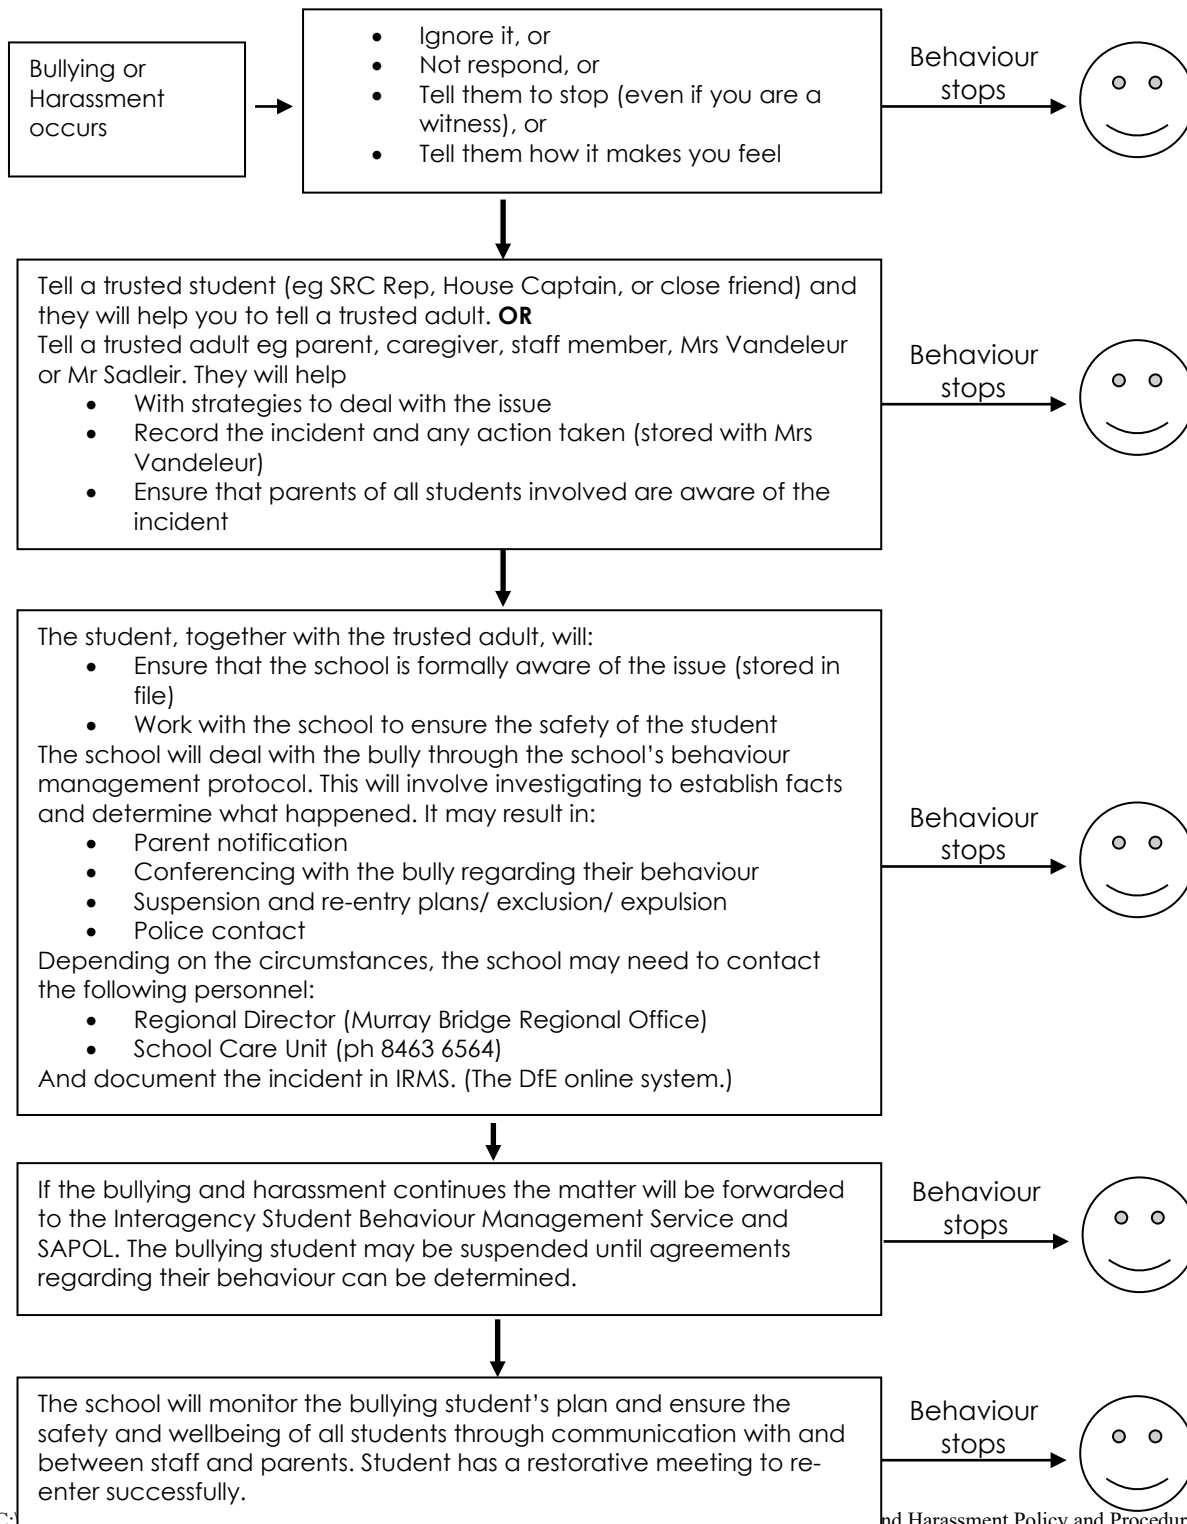 Bullying or
Harassment
occurs
• Ignore it, or
• Not respond, or
• Tell them to stop (even if you are a
witness), or
• Tell them how it makes you feel
Behaviour
stops
Tell a trusted student (eg SRC Rep, House Captain, or close friend) and
they will help you to tell a trusted adult. OR
Tell a trusted adult eg parent, caregiver, staff member, Mrs Vandeleur
or Mr Sadleir. They will help
• With strategies to deal with the issue
• Record the incident and any action taken (stored with Mrs
Vandeleur)
• Ensure that parents of all students involved are aware of the
incident
Behaviour
stops
The student, together with the trusted adult, will:
• Ensure that the school is formally aware of the issue (stored in
file)
• Work with the school to ensure the safety of the student
The school will deal with the bully through the school's behaviour
management protocol. This will involve investigating to establish facts
and determine what happened. It may result in:
• Parent notification
• Conferencing with the bully regarding their behaviour
• Suspension and re-entry plans/ exclusion/ expulsion
• Police contact
Depending on the circumstances, the school may need to contact
the following personnel:
• Regional Director (Murray Bridge Regional Office)
• School Care Unit (ph 8463 6564)
And document the incident in IRMS. (The DfE online system.)
Behaviour
stops
If the bullying and harassment continues the matter will be forwarded
to the Interagency Student Behaviour Management Service and
SAPOL. The bullying student may be suspended until agreements
regarding their behaviour can be determined.
Behaviour
stops
The school will monitor the bullying student's plan and ensure the
safety and wellbeing of all students through communication with and
between staff and parents. Student has a restorative meeting to re-
enter successfully.
Behaviour
stops
Harassment Policy and